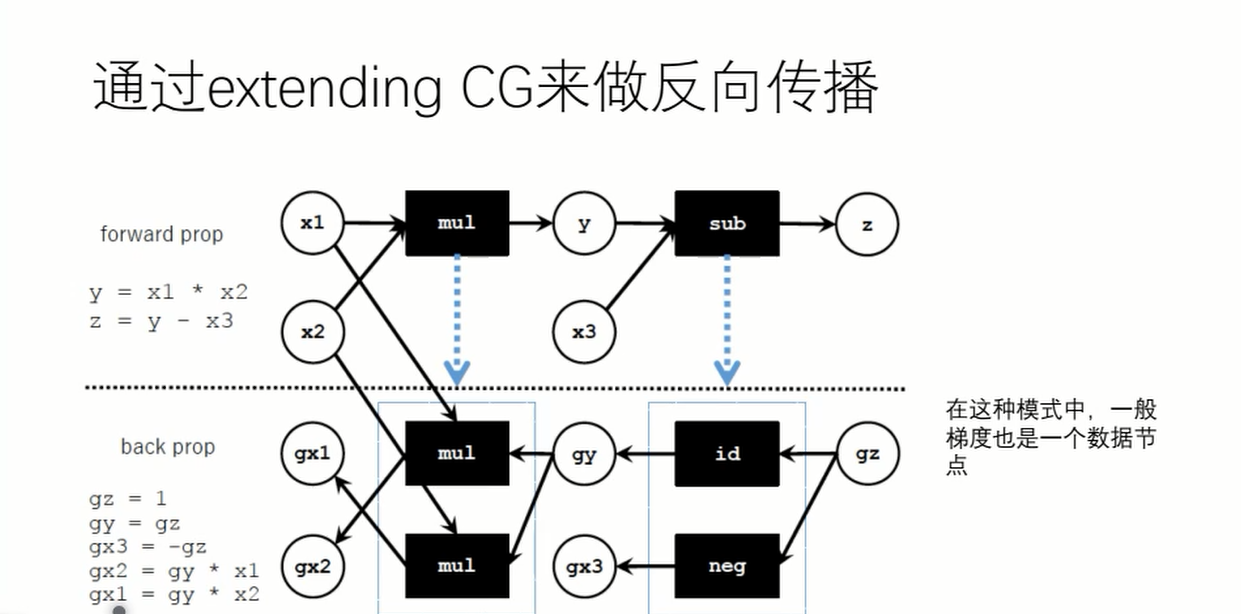 通过extending CG来做反向传播
forward prop
y = x1 * x2
z = y - x3
x1
mul
y
sub
z
x2
x3
back prop
gz = 1
gy = gz
gx3 = -gz
gx2 = gy * x1
gx1 = gy * x2
gx1
mul
gy
id
gz
gx2
mul
gx3
neg
在这种模式中，一般
梯度也是一个数据节
点